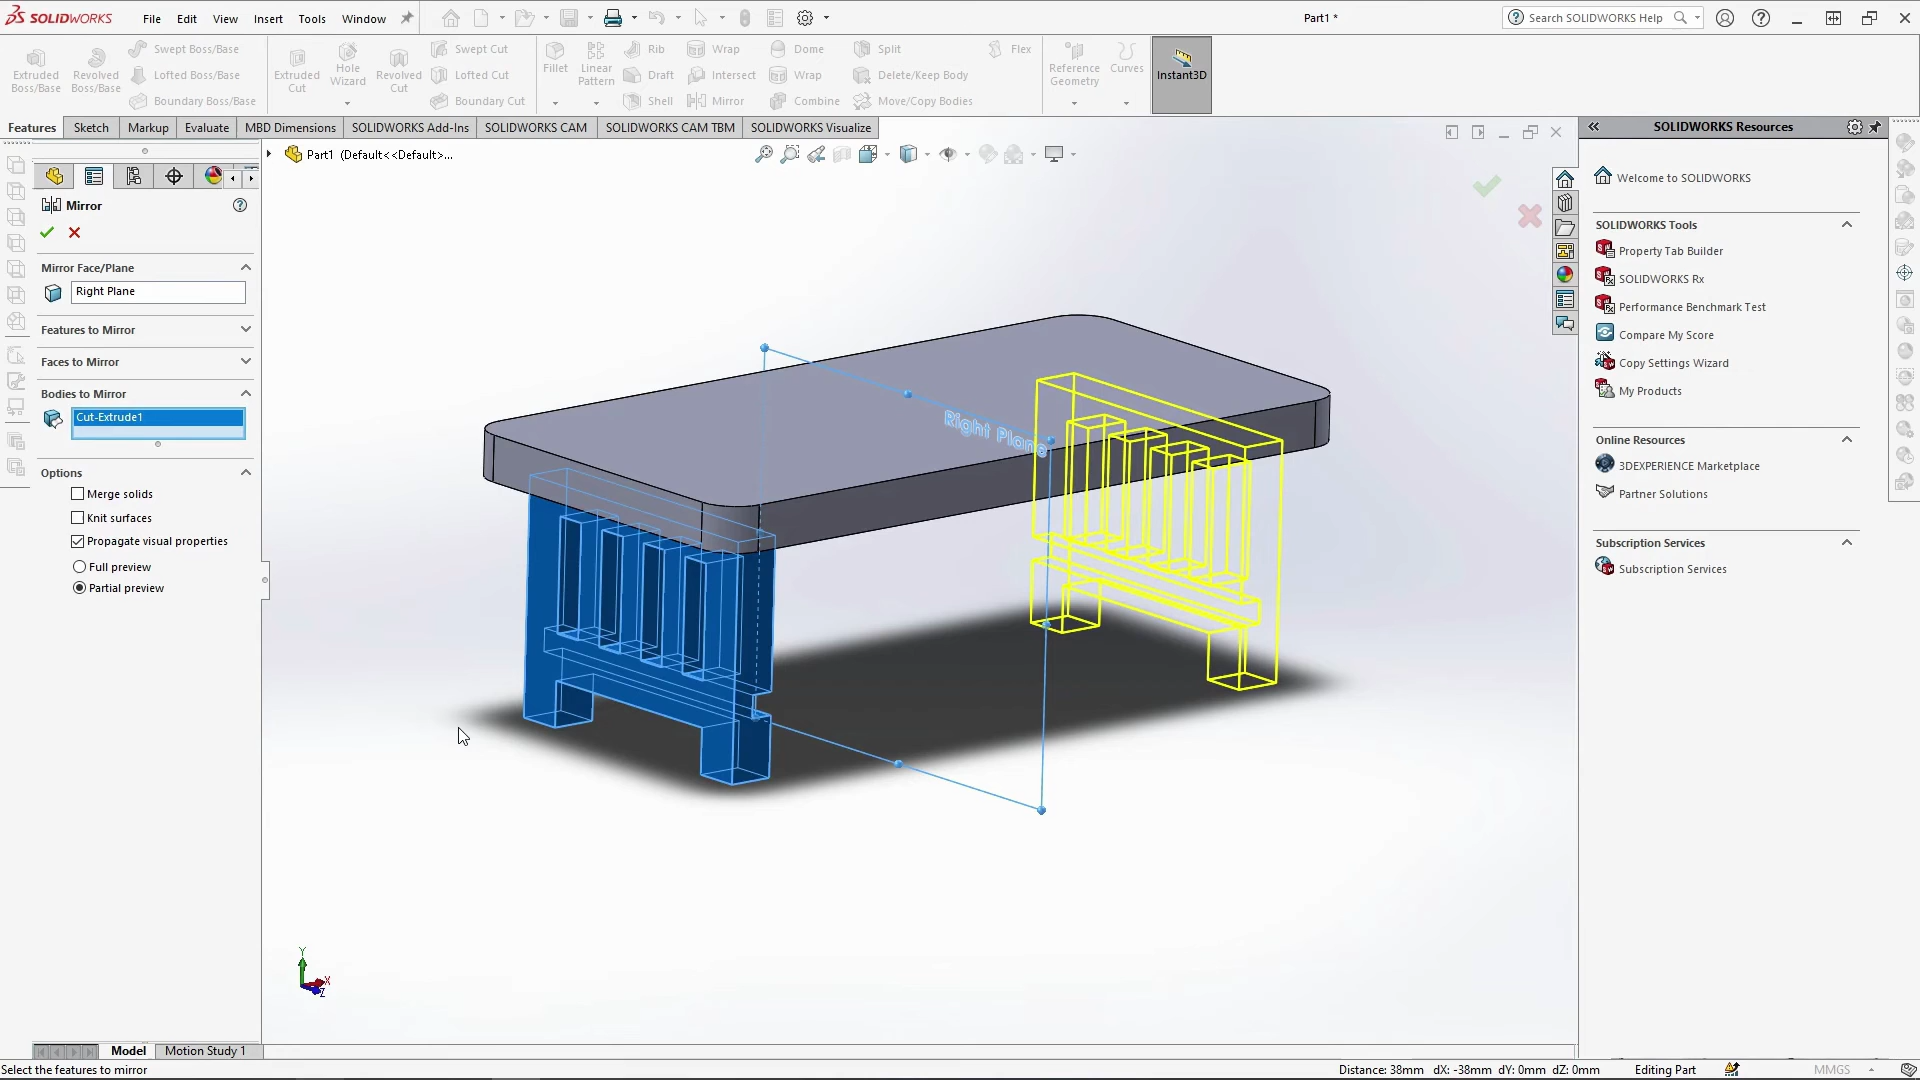 SOLIDWORKS File Edit View Insert Tools Window Part1 * Search SOLIDWORKS Help
Extruded Boss/Base
Revolved Boss/Base
Swept Boss/Base
Lofted Boss/Base
Boundary Boss/Base
Extruded Cut
Hole Wizard
Revolved Cut
Swept Cut
Lofted Cut
Boundary Cut
Fillet
Linear Pattern
Rib
Draft
Shell
Wrap
Intersect
Mirror
Dome
Wrap
Combine
Split
Delete/Keep Body
Move/Copy Bodies
Flex
Reference Geometry
Curves
Instant3D
Features Sketch Markup Evaluate MBD Dimensions SOLIDWORKS Add-Ins SOLIDWORKS CAM SOLIDWORKS CAM TBM SOLIDWORKS Visualize
Part1 (Default<<Default>...
Mirror
Mirror Face/Plane
Right Plane
Features to Mirror
Faces to Mirror
Bodies to Mirror
Cut-Extrude1
Options
Merge solids
Knit surfaces
Propagate visual properties
Full preview
Partial preview
Right Plane
Y
X
Z
SOLIDWORKS Resources
Welcome to SOLIDWORKS
SOLIDWORKS Tools
Property Tab Builder
SOLIDWORKS Rx
Performance Benchmark Test
Compare My Score
Copy Settings Wizard
My Products
Online Resources
3DEXPERIENCE Marketplace
Partner Solutions
Subscription Services
Subscription Services
Model Motion Study 1
Select the features to mirror Distance: 38mm dX: -38mm dY: 0mm dZ: 0mm Editing Part MMGS